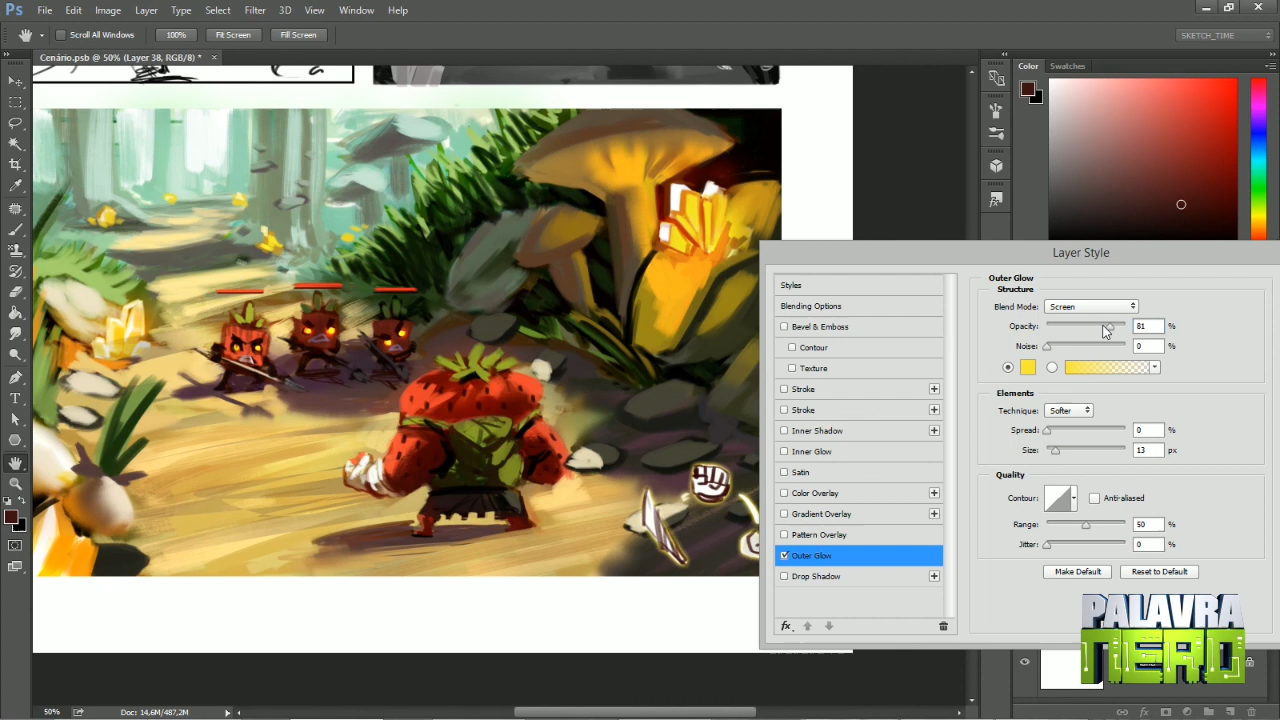 Ps File Edit Image Layer Type Select Filter 3D View Window Help
Scroll All Windows 100% Fit Screen Fill Screen SKETCH_TIME
Cenário.psb @ 50% (Layer 38, RGB/8) *
Color Swatches
Layer Style
Styles
Blending Options
Bevel & Emboss
Contour
Texture
Stroke
Stroke
Inner Shadow
Inner Glow
Satin
Color Overlay
Gradient Overlay
Pattern Overlay
Outer Glow
Drop Shadow
fx
Outer Glow
Structure
Blend Mode: Screen
Opacity: 81 %
Noise: 0 %
Elements
Technique: Softer
Spread: 0 %
Size: 13 px
Quality
Contour: Anti-aliased
Range: 50 %
Jitter: 0 %
Make Default Reset to Default
PALAVRA
NERD
50% Doc: 14,6M/487,2M
fx